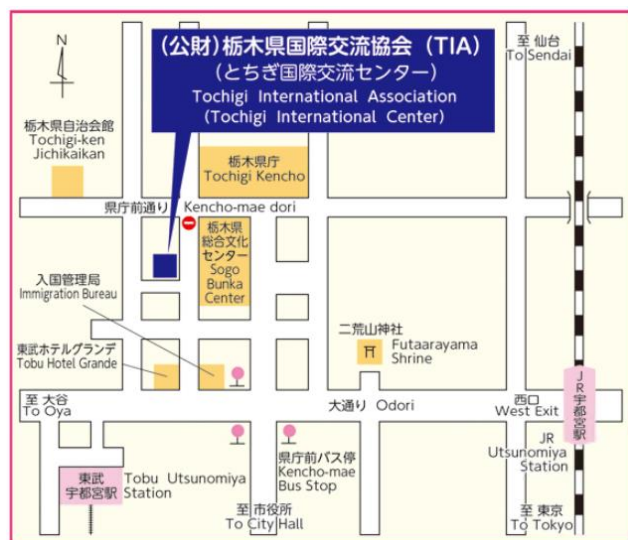 (公財)栃木県国際交流協会 (TIA)
(とちぎ国際交流センター)
Tochigi International Association
(Tochigi International Center)
N
至 仙台
To Sendai
栃木県自治会館
Tochigi-ken
Jichikaikan
栃木県庁
Tochigi Kencho
県庁前通り Kencho-mae dori
栃木県
総合文化
センター
Sogo
Bunka
Center
入国管理局
Immigration Bureau
東武ホテルグランデ
Tobu Hotel Grande
二荒山神社
Futaarayama
Shrine
至 大谷
To Oya
大通り Odori
西口
West Exit
JR宇都宮駅
JR
Utsunomiya
Station
県庁前バス停
Kencho-mae
Bus Stop
東武
宇都宮駅
Tobu Utsunomiya
Station
至 市役所
To City Hall
至 東京
To Tokyo